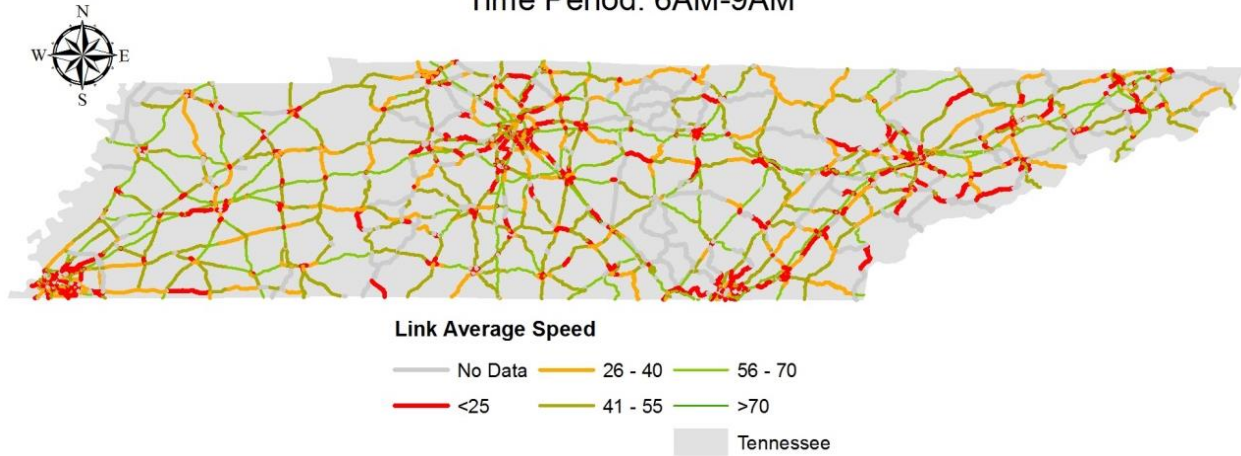 Time Period: 6AM-9AM
N
W E
S
Link Average Speed
No Data 26 - 40 56 - 70
<25 41 - 55 >70
Tennessee